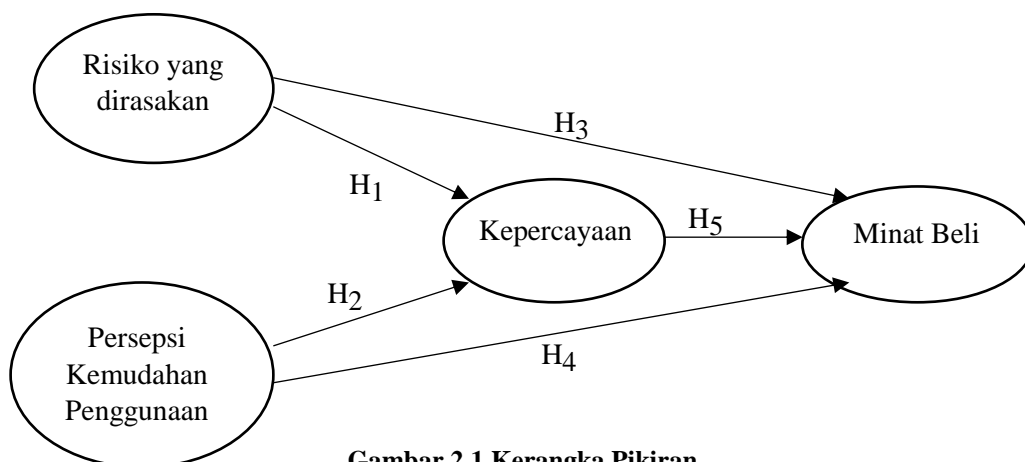 Risiko yang
dirasakan
H3
H1
Kepercayaan
H5
Minat Beli
H2
Persepsi
Kemudahan
Penggunaan
H4
Gambar 2.1 Kerangka Pikiran